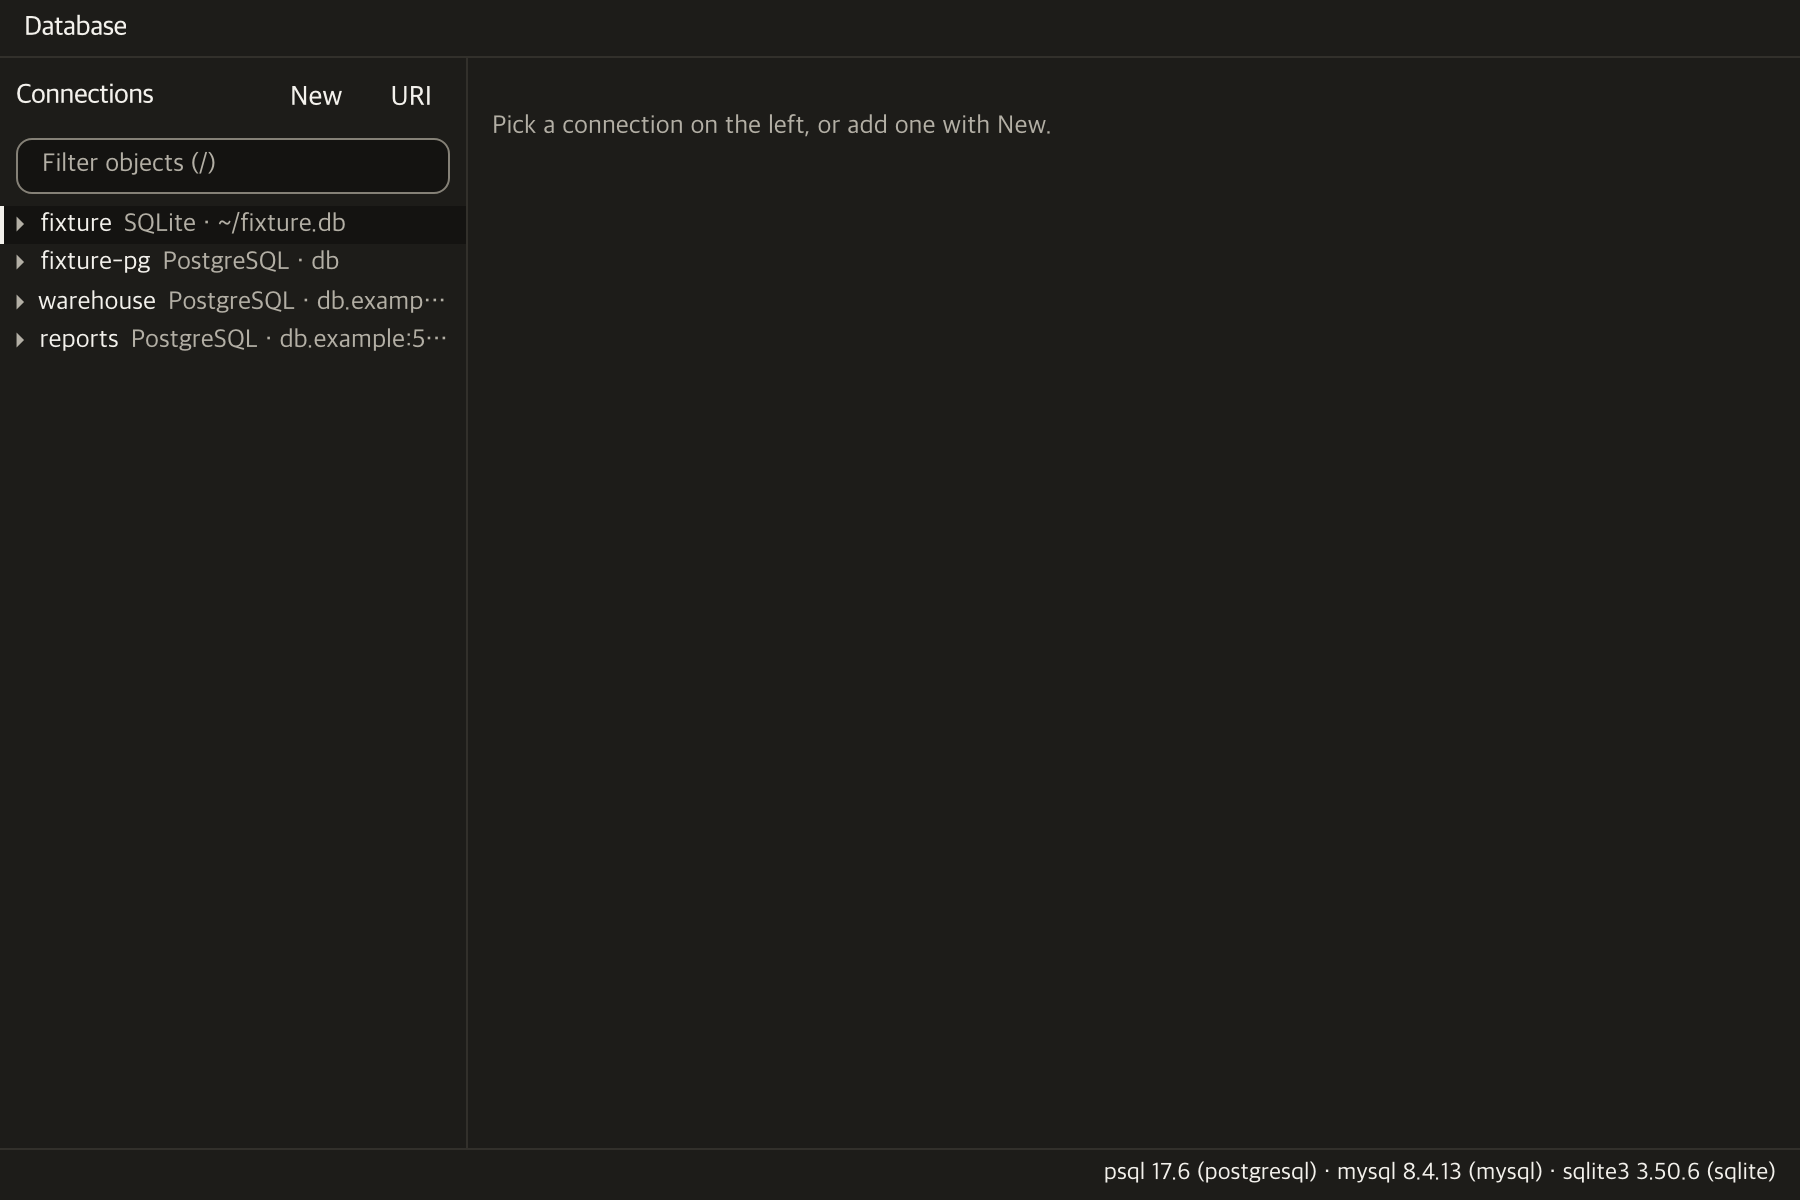 Database
Connections New URI
Filter objects (/)
fixture SQLite · ~/fixture.db
fixture-pg PostgreSQL · db
warehouse PostgreSQL · db.examp···
reports PostgreSQL · db.example:5···
Pick a connection on the left, or add one with New.
psql 17.6 (postgresql) · mysql 8.4.13 (mysql) · sqlite3 3.50.6 (sqlite)